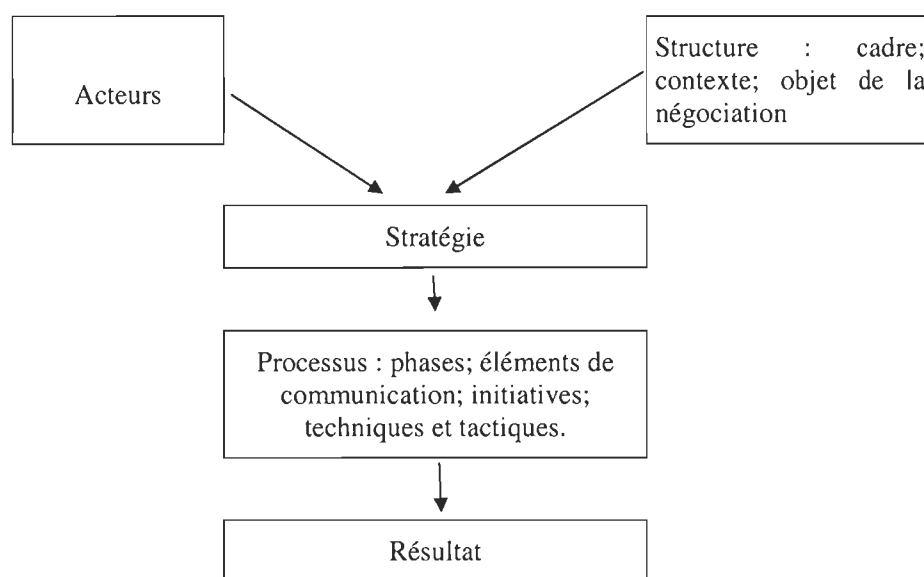 Acteurs
Structure : cadre;
contexte; objet de la
négociation
Stratégie
Processus : phases; éléments de
communication; initiatives;
techniques et tactiques.
Résultat